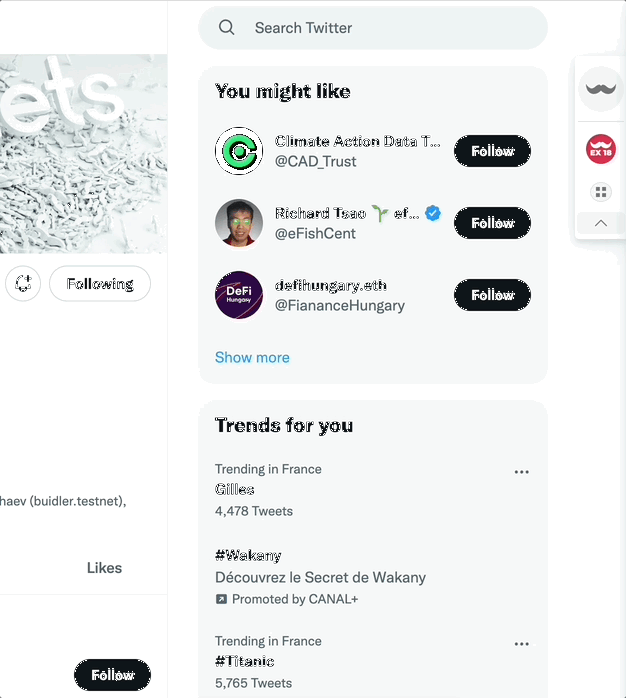 Search Twitter
ets
You might like
Climate Action Data T...
@CAD_Trust
Follow
EX 18
Richard Tsao 🌱 ef...
@eFishCent
Follow
Following
DeFi
Hungasy
defihungary.eth
@FiananceHungary
Follow
Show more
Trends for you
Trending in France
Gilles
4,478 Tweets
haev (buidler.testnet),
#Wakany
Découvrez le Secret de Wakany
Promoted by CANAL+
Likes
Trending in France
#Titanic
5,765 Tweets
Follow